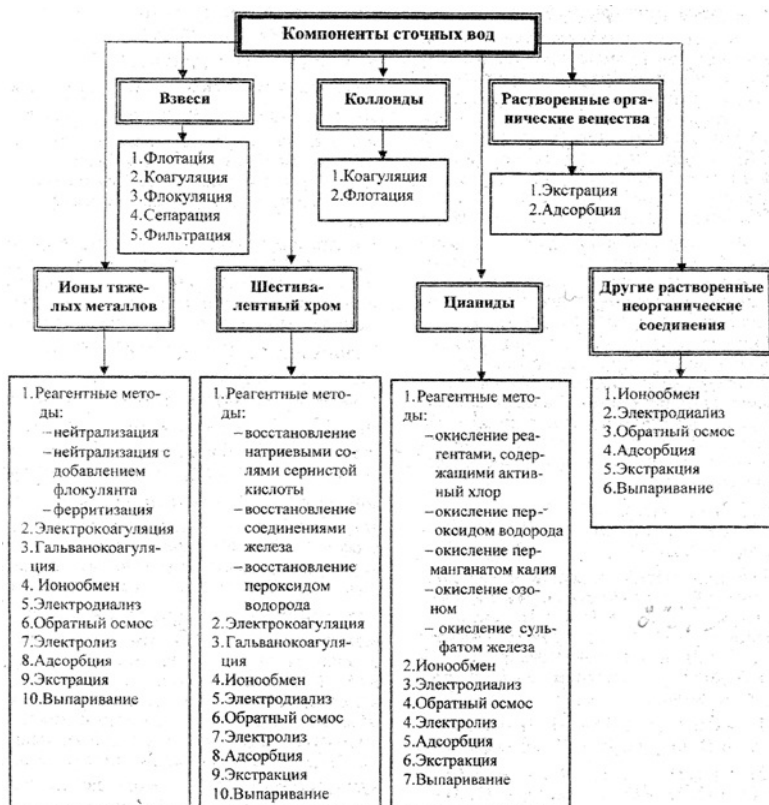 Компоненты сточных вод
Взвеси
Коллоиды
Растворенные орга-
нические вещества
1.Флотация
2.Коагуляция
3.Флокуляция
4.Сепарация
5.Фильтрация
1.Коагуляция
2.Флотация
1.Экстрация
2.Адсорбция
Ионы тяже-
лых металлов
Шестива-
лентный хром
Цианиды
Другие растворенные
неорганические
соединения
1.Реагентные мето-
ды:
–нейтрализация
–нейтрализация с
добавлением
флокулянта
–ферритизация
2.Электрокоагуляция
3.Гальванокоагуля-
ция
4. Ионообмен
5.Электродиализ
6.Обратный осмос
7.Электролиз
8.Адсорбция
9.Экстрация
10.Выпаривание
1.Реагентные мето-
ды:
–восстановление
натриевыми со-
лями сернистой
кислоты
–восстановление
соединениями
железа
–восстановление
пероксидом
водорода
2.Электрокоагуляция
3.Гальванокоагуля-
ция
4.Ионообмен
5.Электродиализ
6.Обратный осмос
7.Электролиз
8.Адсорбция
9.Экстракция
10.Выпаривание
1.Реагентные мето-
ды:
–окисление реа-
гентами, содер-
жащими актив-
ный хлор
–окисление пер-
оксидом водорода
–окисление пер-
манганатом калия
–окисление озо-
ном
–окисление суль-
фатом железа
2.Ионообмен
3.Электродиализ
4.Обратный осмос
4.Электролиз
5.Адсорбция
6.Экстракция
7.Выпаривание
1.Ионообмен
2.Электродиализ
3.Обратный осмос
4.Адсорбция
5.Экстракция
6.Выпаривание